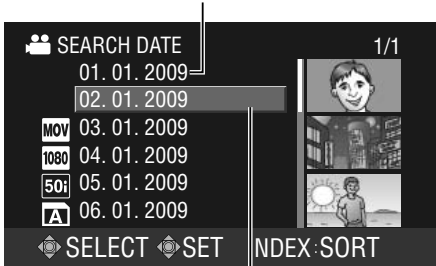 SEARCH DATE 1/1
01. 01. 2009
02. 01. 2009
MOV 03. 01. 2009
1080 04. 01. 2009
50i 05. 01. 2009
A 06. 01. 2009
SELECT SET NDEX:SORT